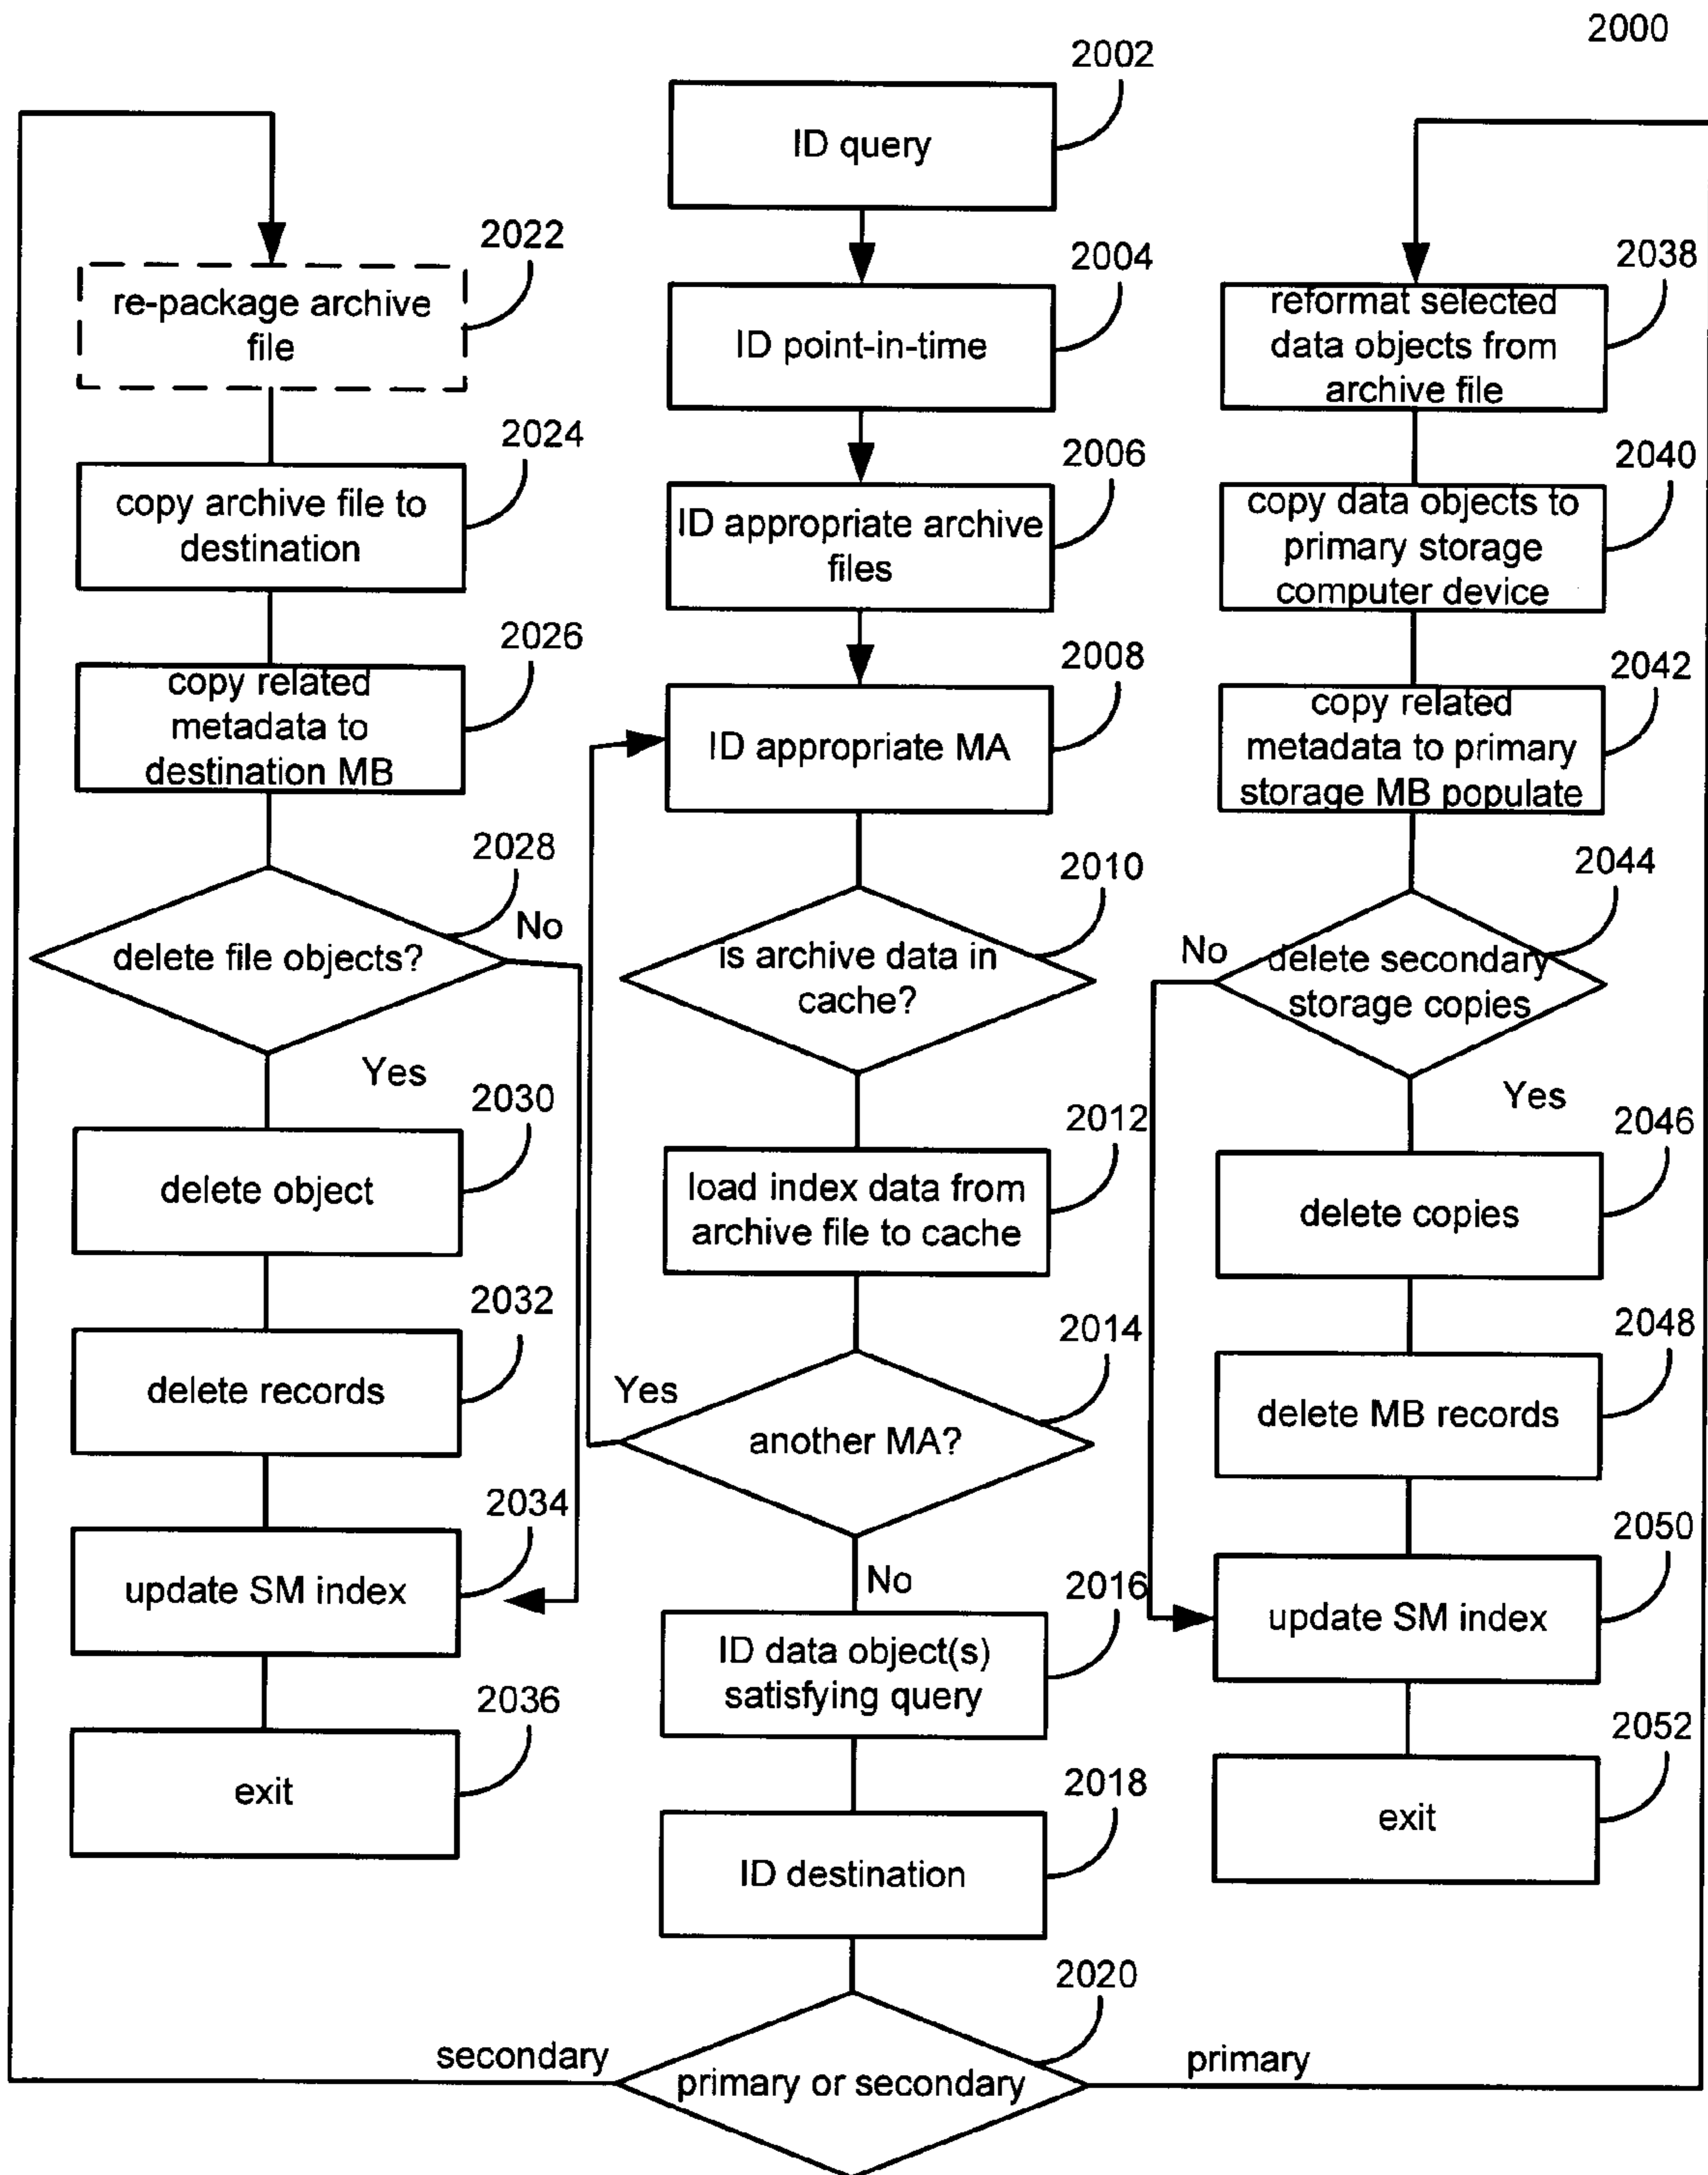 2000
2002
ID query
2004
ID point-in-time
2006
ID appropriate archive
files
2008
ID appropriate MA
2010
is archive data in
cache?
2012
load index data from
archive file to cache
2014
Yes
another MA?
No
2016
ID data object(s)
satisfying query
2018
ID destination
2020
secondary
primary or secondary
primary
2022
re-package archive
file
2024
copy archive file to
destination
2026
copy related
metadata to
destination MB
2028
No
delete file objects?
Yes
2030
delete object
2032
delete records
2034
update SM index
2036
exit
2038
reformat selected
data objects from
archive file
2040
copy data objects to
primary storage
computer device
2042
copy related
metadata to primary
storage MB populate
2044
No
delete secondary
storage copies
Yes
2046
delete copies
2048
delete MB records
2050
update SM index
2052
exit